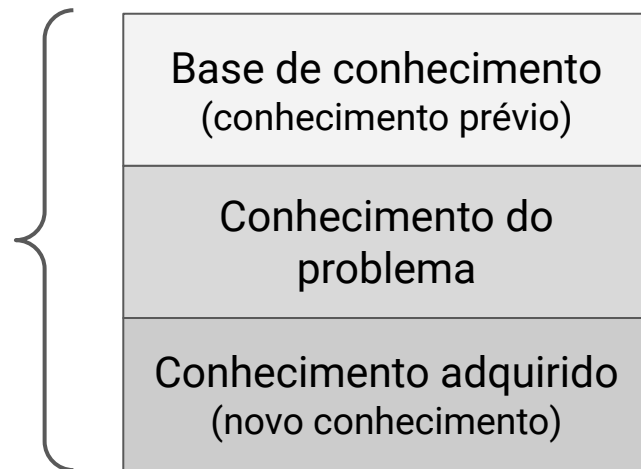 Base de conhecimento
(conhecimento prévio)
Conhecimento do
problema
Conhecimento adquirido
(novo conhecimento)